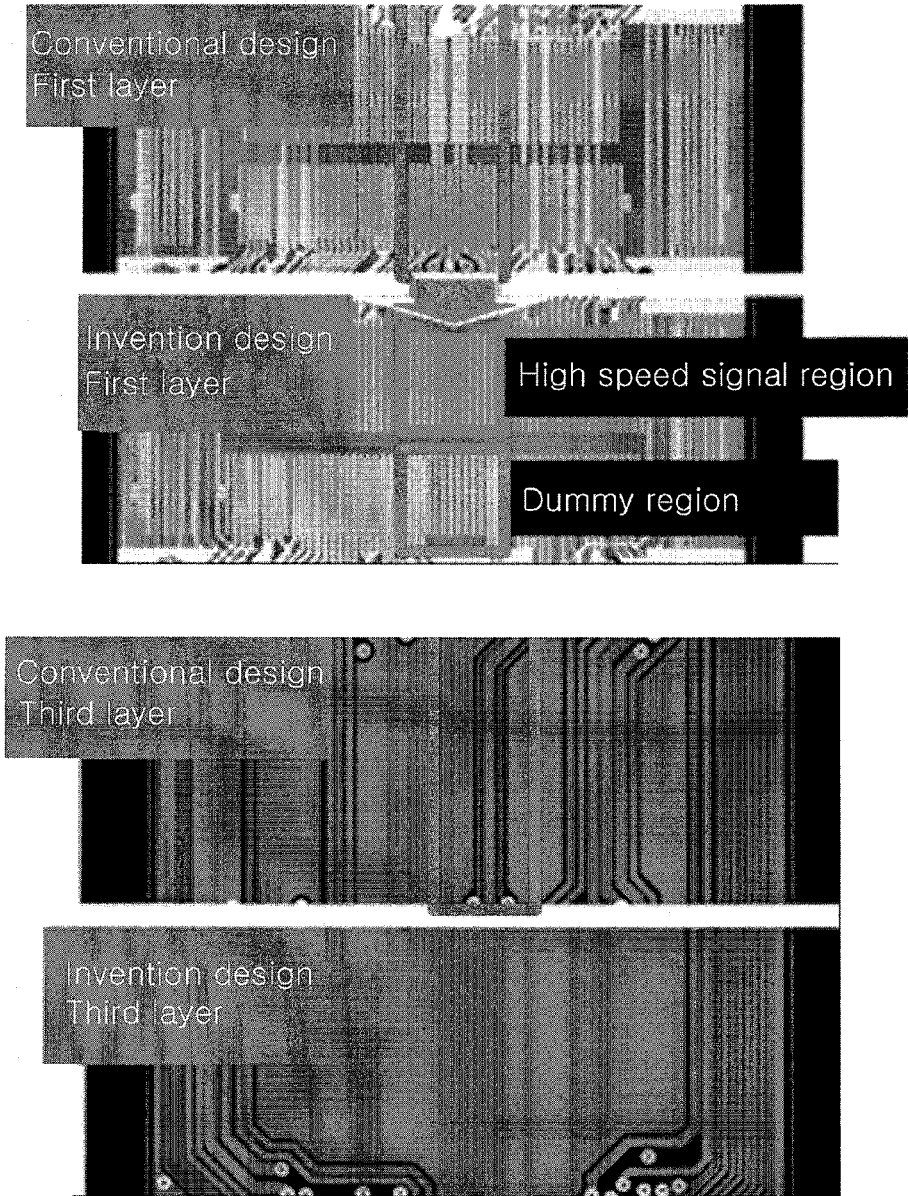 Conventional design
First layer
Invention design
First layer
High speed signal region
Dummy region
Conventional design
Third layer
Invention design
Third layer